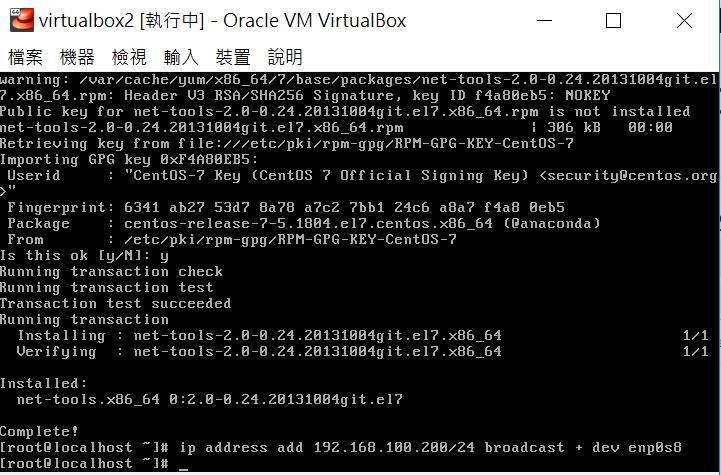 virtualbox2 [執行中] - Oracle VM VirtualBox
檔案 機器 檢視 輸入 裝置 說明
warning: /var/cache/yum/x86_64/7/base/packages/net-tools-2.0-0.24.20131004git.el
7.x86_64.rpm: Header V3 RSA/SHA256 Signature, key ID f4a80eb5: NOKEY
Public key for net-tools-2.0-0.24.20131004git.el7.x86_64.rpm is not installed
net-tools-2.0-0.24.20131004git.el7.x86_64.rpm | 306 kB 00:00
Retrieving key from file:///etc/pki/rpm-gpg/RPM-GPG-KEY-CentOS-7
Importing GPG key 0xF4A80EB5:
Userid : "CentOS-7 Key (CentOS 7 Official Signing Key) <security@centos.org
>"
Fingerprint: 6341 ab27 53d7 8a78 a7c2 7bb1 24c6 a8a7 f4a8 0eb5
Package : centos-release-7-5.1804.el7.centos.x86_64 (@anaconda)
From : /etc/pki/rpm-gpg/RPM-GPG-KEY-CentOS-7
Is this ok [y/N]: y
Running transaction check
Running transaction test
Transaction test succeeded
Running transaction
Installing : net-tools-2.0-0.24.20131004git.el7.x86_64 1/1
Verifying : net-tools-2.0-0.24.20131004git.el7.x86_64 1/1
Installed:
net-tools.x86_64 0:2.0-0.24.20131004git.el7
Complete!
[root@localhost ~]# ip address add 192.168.100.200/24 broadcast + dev enp0s8
[root@localhost ~]# _